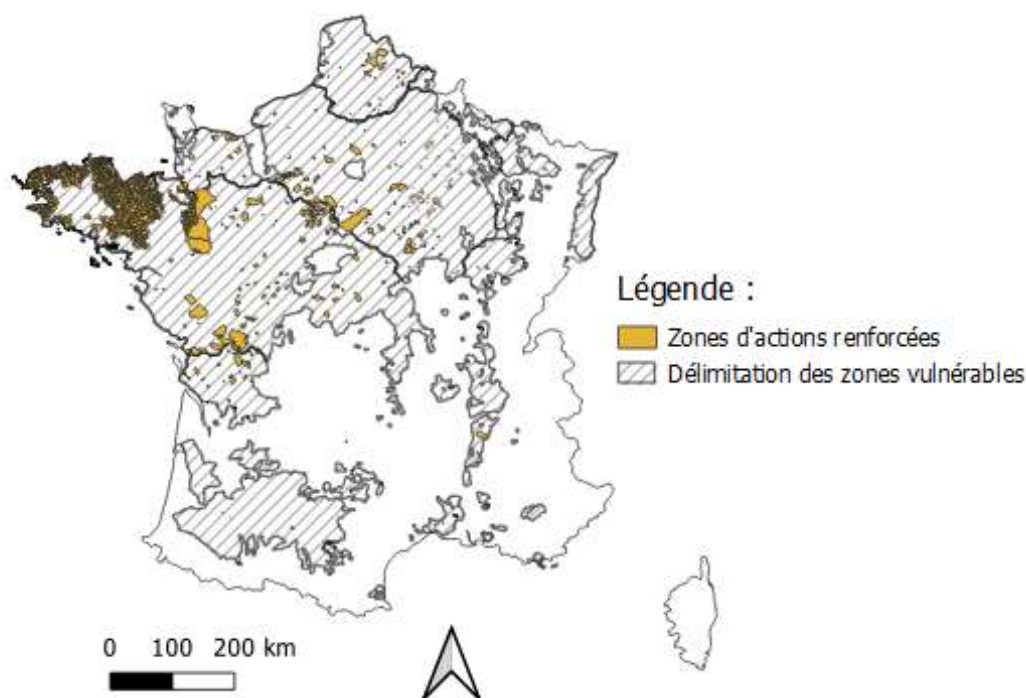 Légende :
Zones d'actions renforcées
Délimitation des zones vulnérables
0 100 200 km